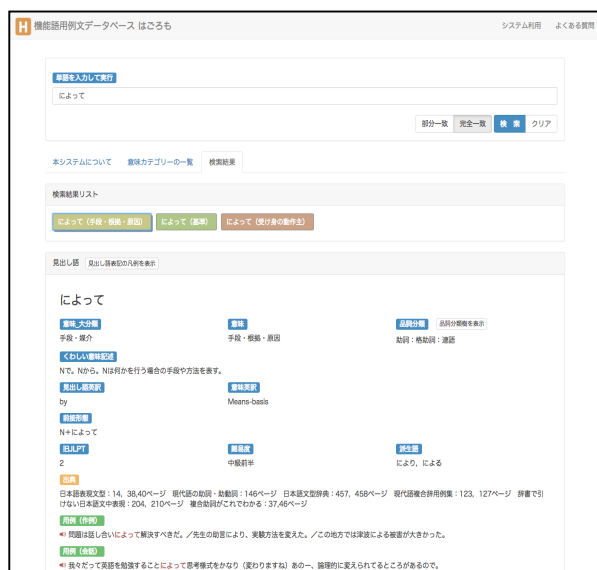 H 機能語用例文データベース はごろも システム利用 よくある質問
単語を入力して実行
によって
部分一致 完全一致 検 索 クリア
本システムについて 意味カテゴリーの一覧 検索結果
検索結果リスト
によって（手段・根拠・原因） によって（基準） によって（受け身の動作主）
見出し語 見出し語表記の凡例を表示
によって
意味_大分類 意味 品詞分類 品詞分類樹を表示
手段・媒介 手段・根拠・原因 助詞：格助詞：連語
くわしい意味記述
Nで。Nから。Nは何かを行う場合の手段や方法を表す。
見出し語英訳 意味英訳
by Means-basis
前接形態
N＋によって
旧JLPT 難易度 派生語
2 中級前半 により、による
出典
日本語表現文型：14，38,40ページ 現代語の助詞・助動詞：146ページ 日本語文型辞典：457，458ページ 現代語複合辞用例集：123，127ページ 辞書で引
けない日本語文中表現：204，210ページ 複合助詞がこれでわかる：37,46ページ
用例（作例）
問題は話し合いによって解決すべきだ。／先生の助言により、実験方法を変えた。／この地方では津波による被害が大きかった。
用例（会話）
我々だって英語を勉強することによって思考様式をかなり（変わりますね）あのー、論理的に変えられてるところがあるので。